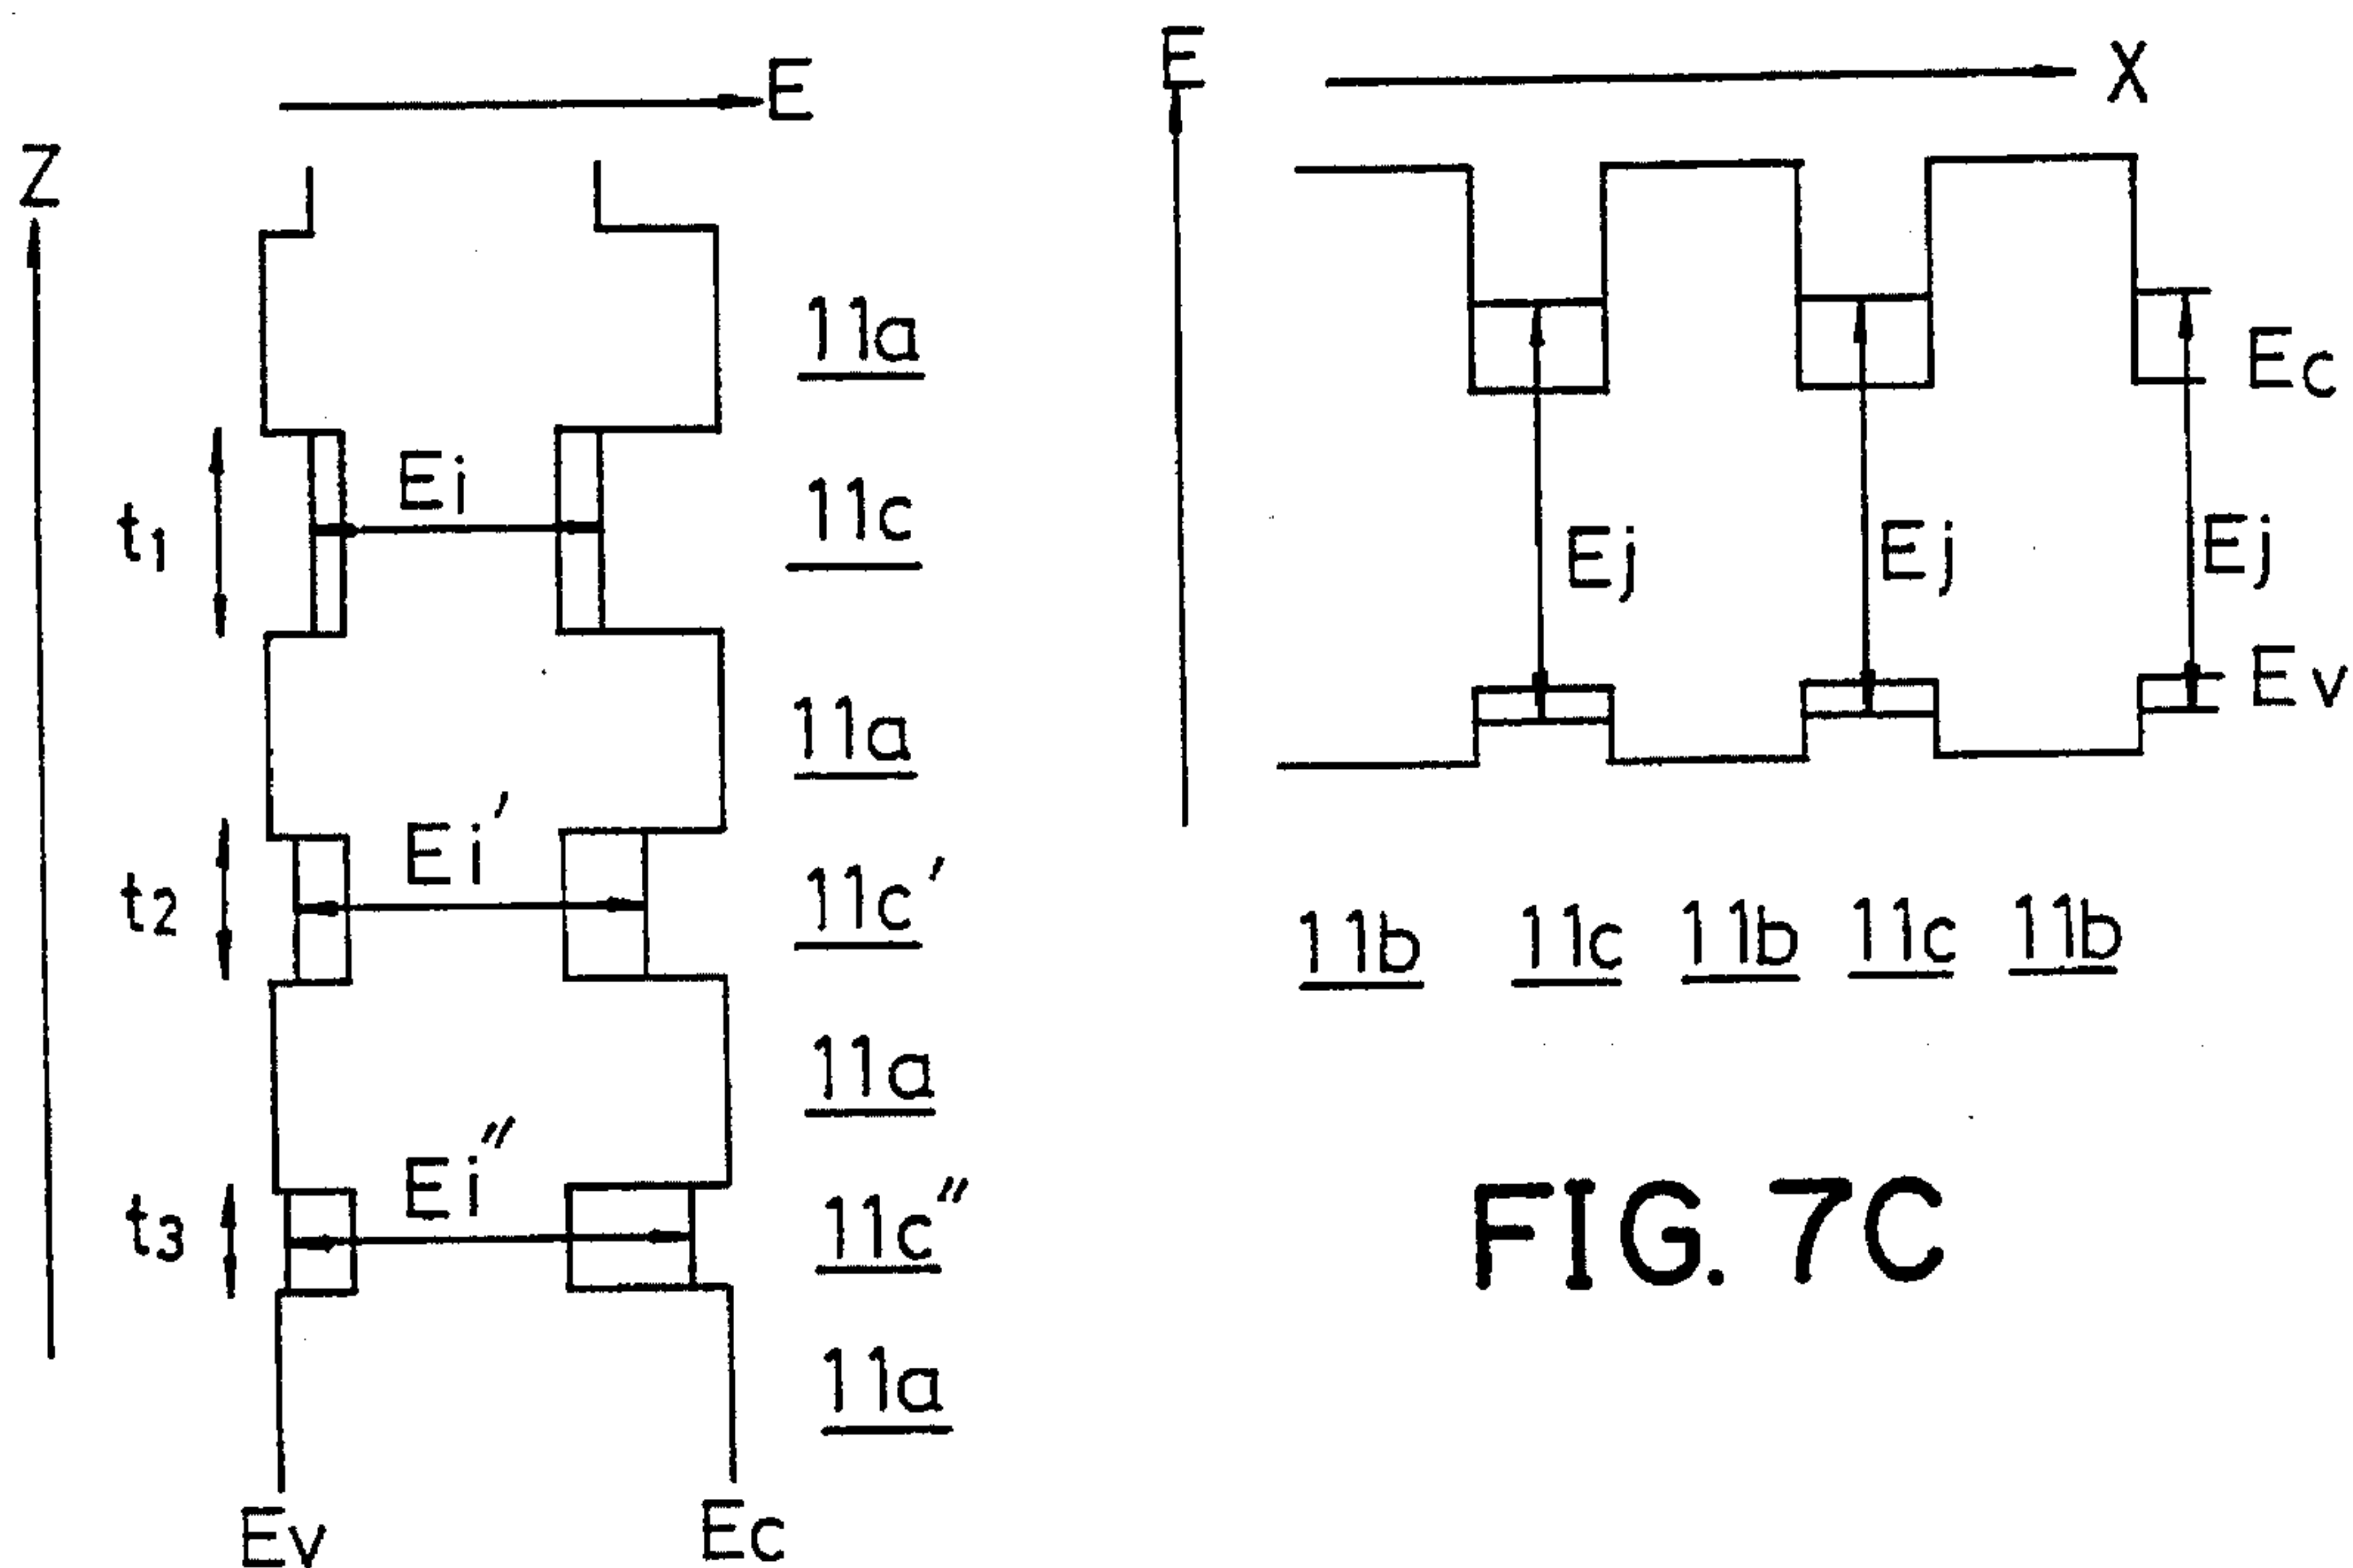 E
Z
11a
Ei
11c
t1
11a
Ei′
11c′
t2
11a
Ei″
11c″
t3
11a
Ev
Ec
E
X
Ec
Ej
Ej
Ej
Ev
11b
11c
11b
11c
11b
FIG. 7C